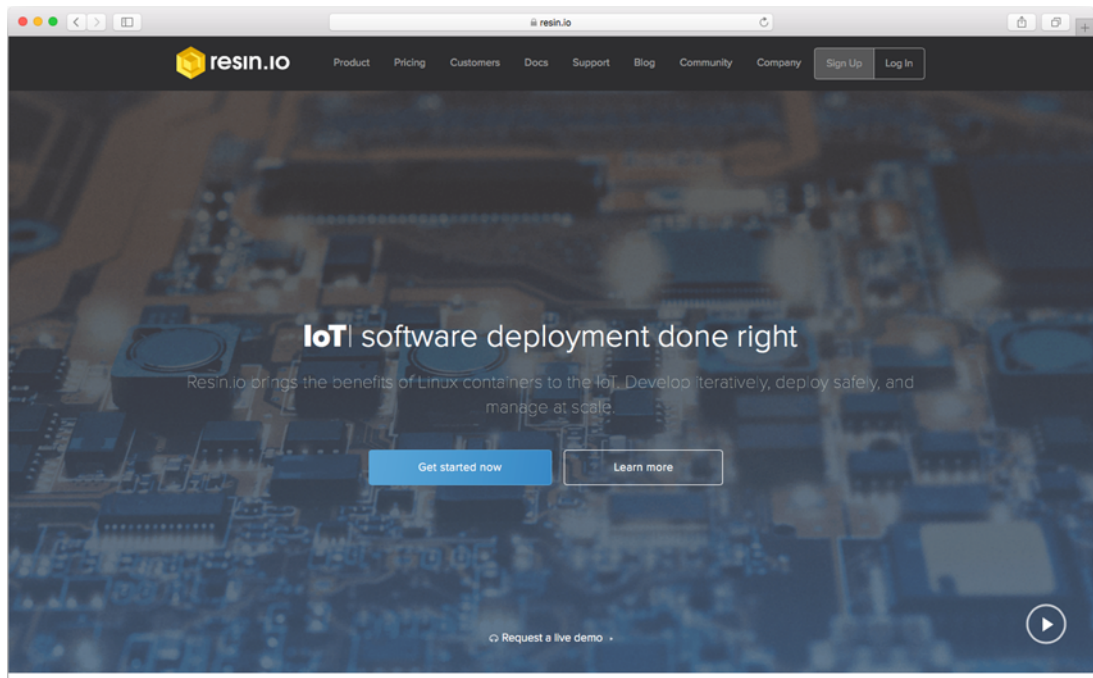 resin.io
resin.io
Product Pricing Customers Docs Support Blog Community Company Sign Up Log In
IoT| software deployment done right
Resin.io brings the benefits of Linux containers to the IoT. Develop iteratively, deploy safely, and
manage at scale.
Get started now Learn more
Request a live demo